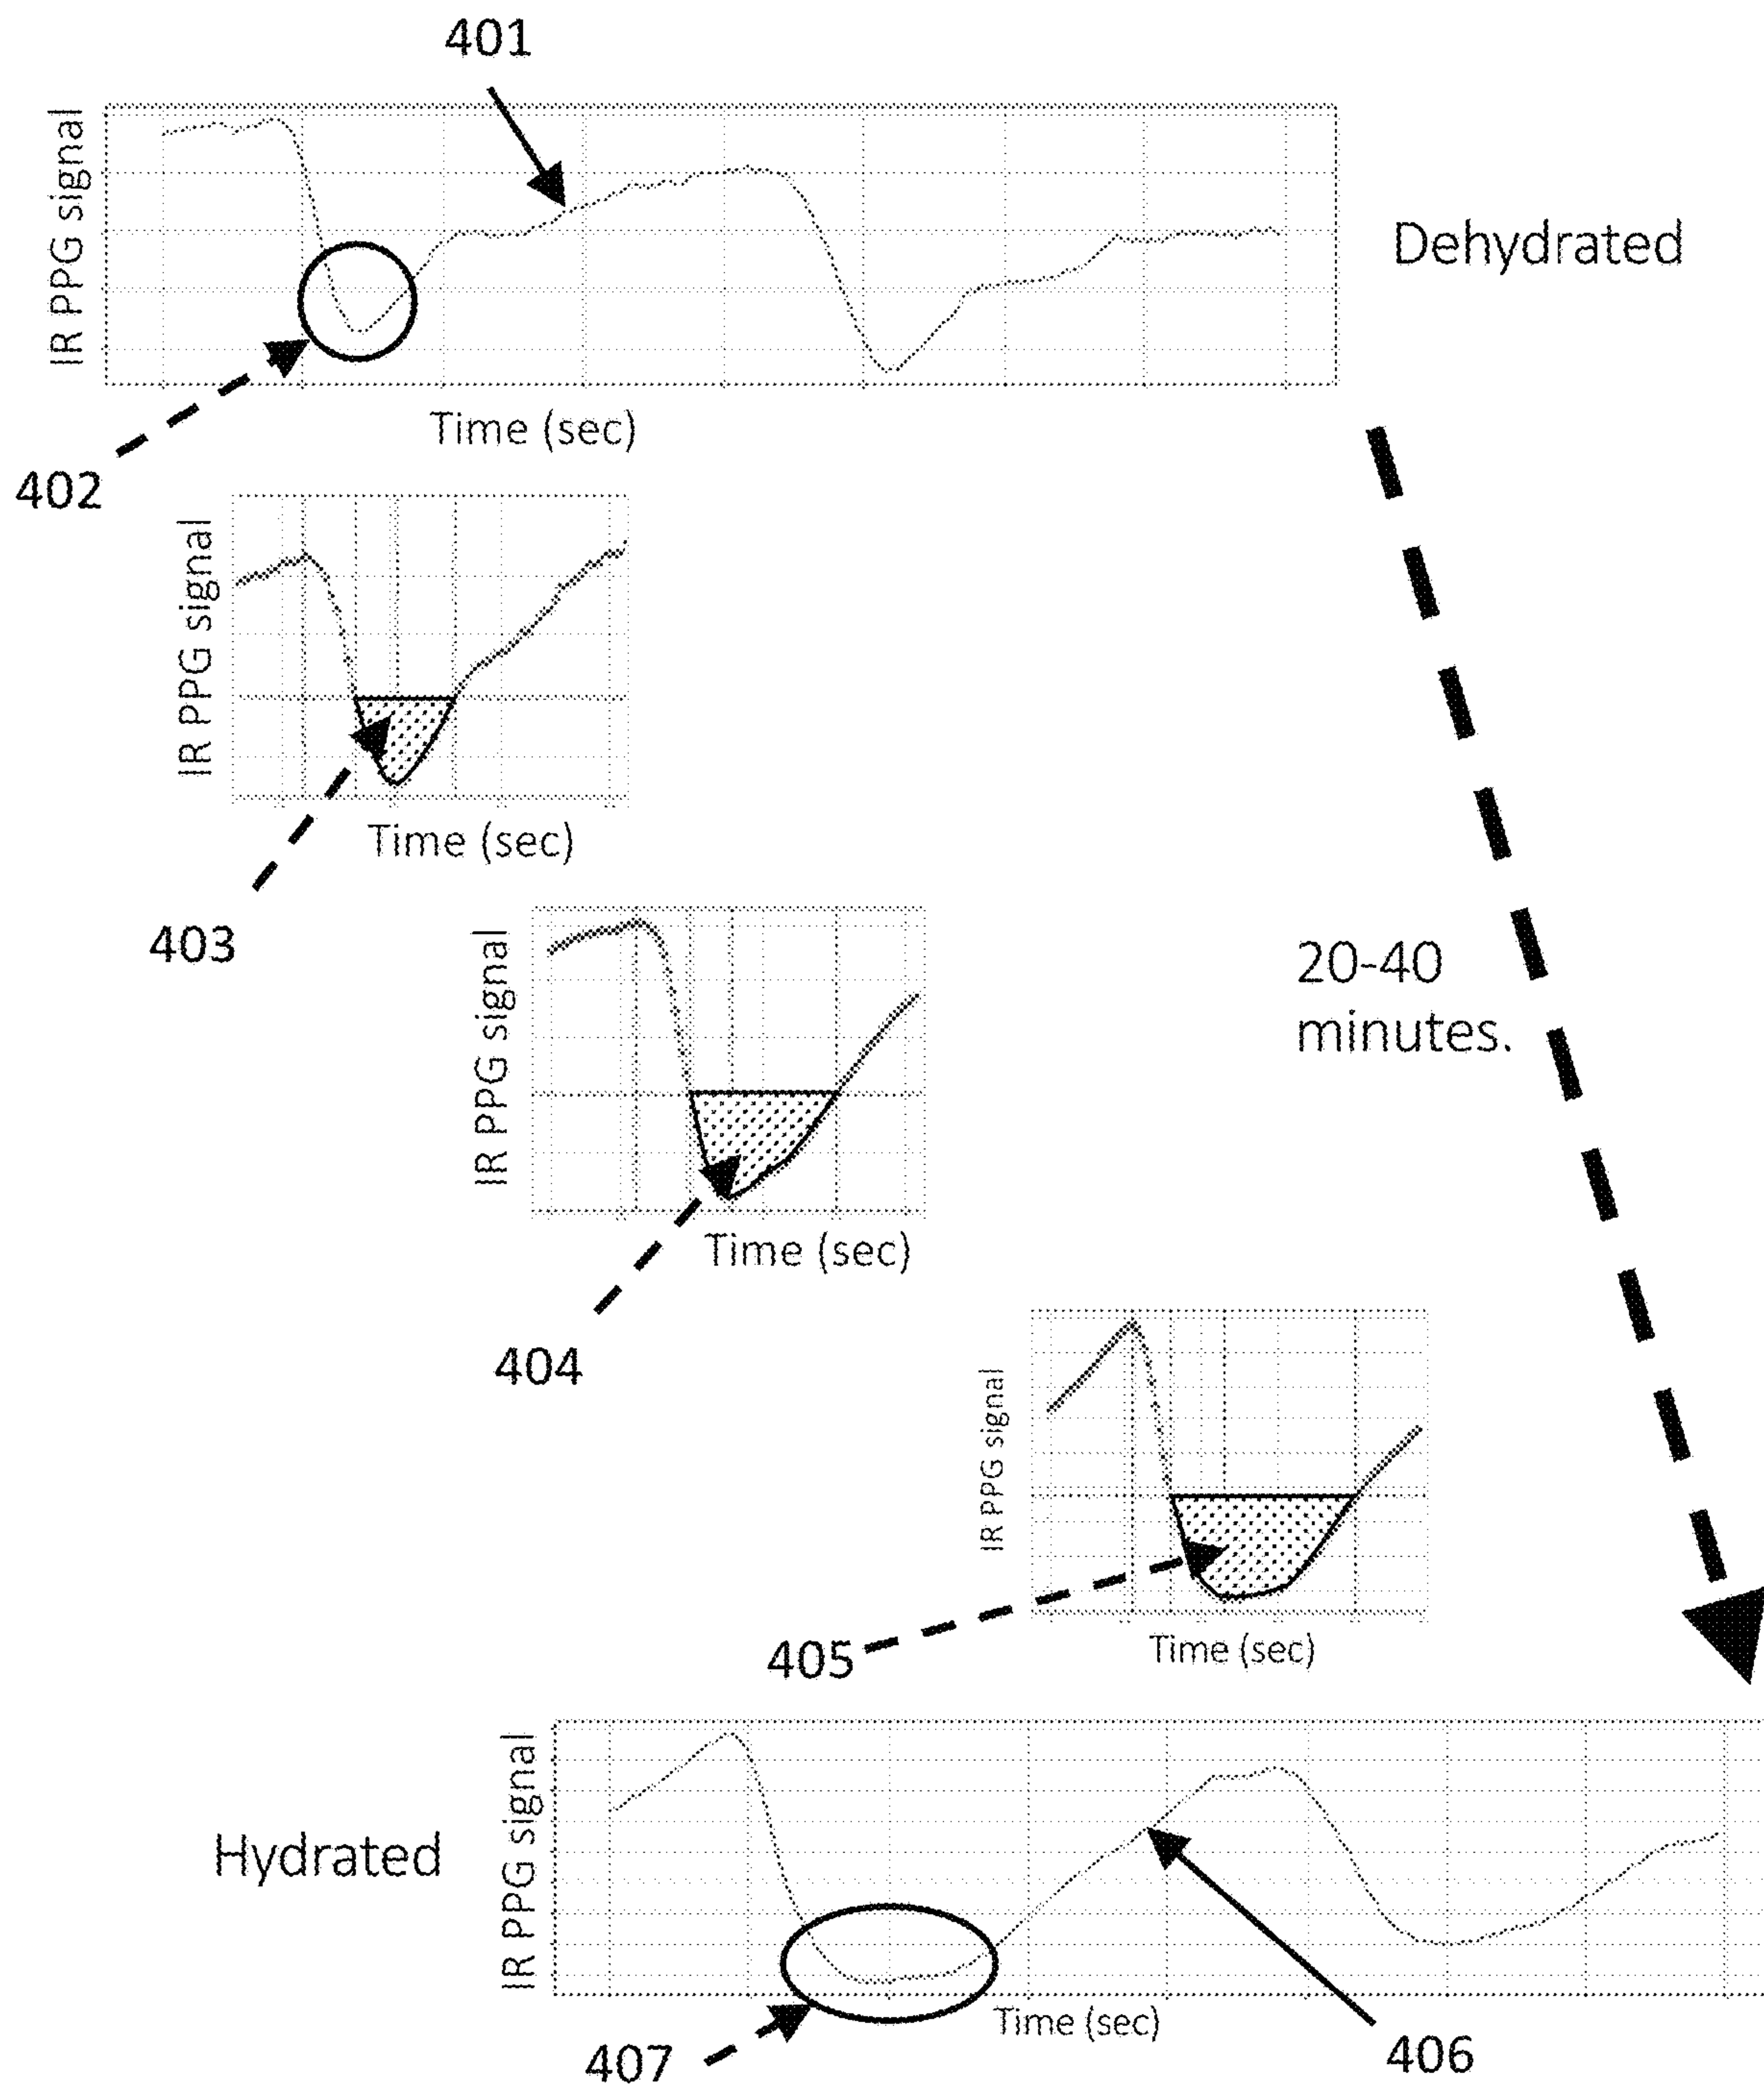 401
IR PPG signal
Dehydrated
Time (sec)
402
IR PPG signal
Time (sec)
403
IR PPG signal
20-40
minutes.
Time (sec)
404
IR PPG signal
405
Time (sec)
Hydrated
IR PPG signal
Time (sec)
407
406